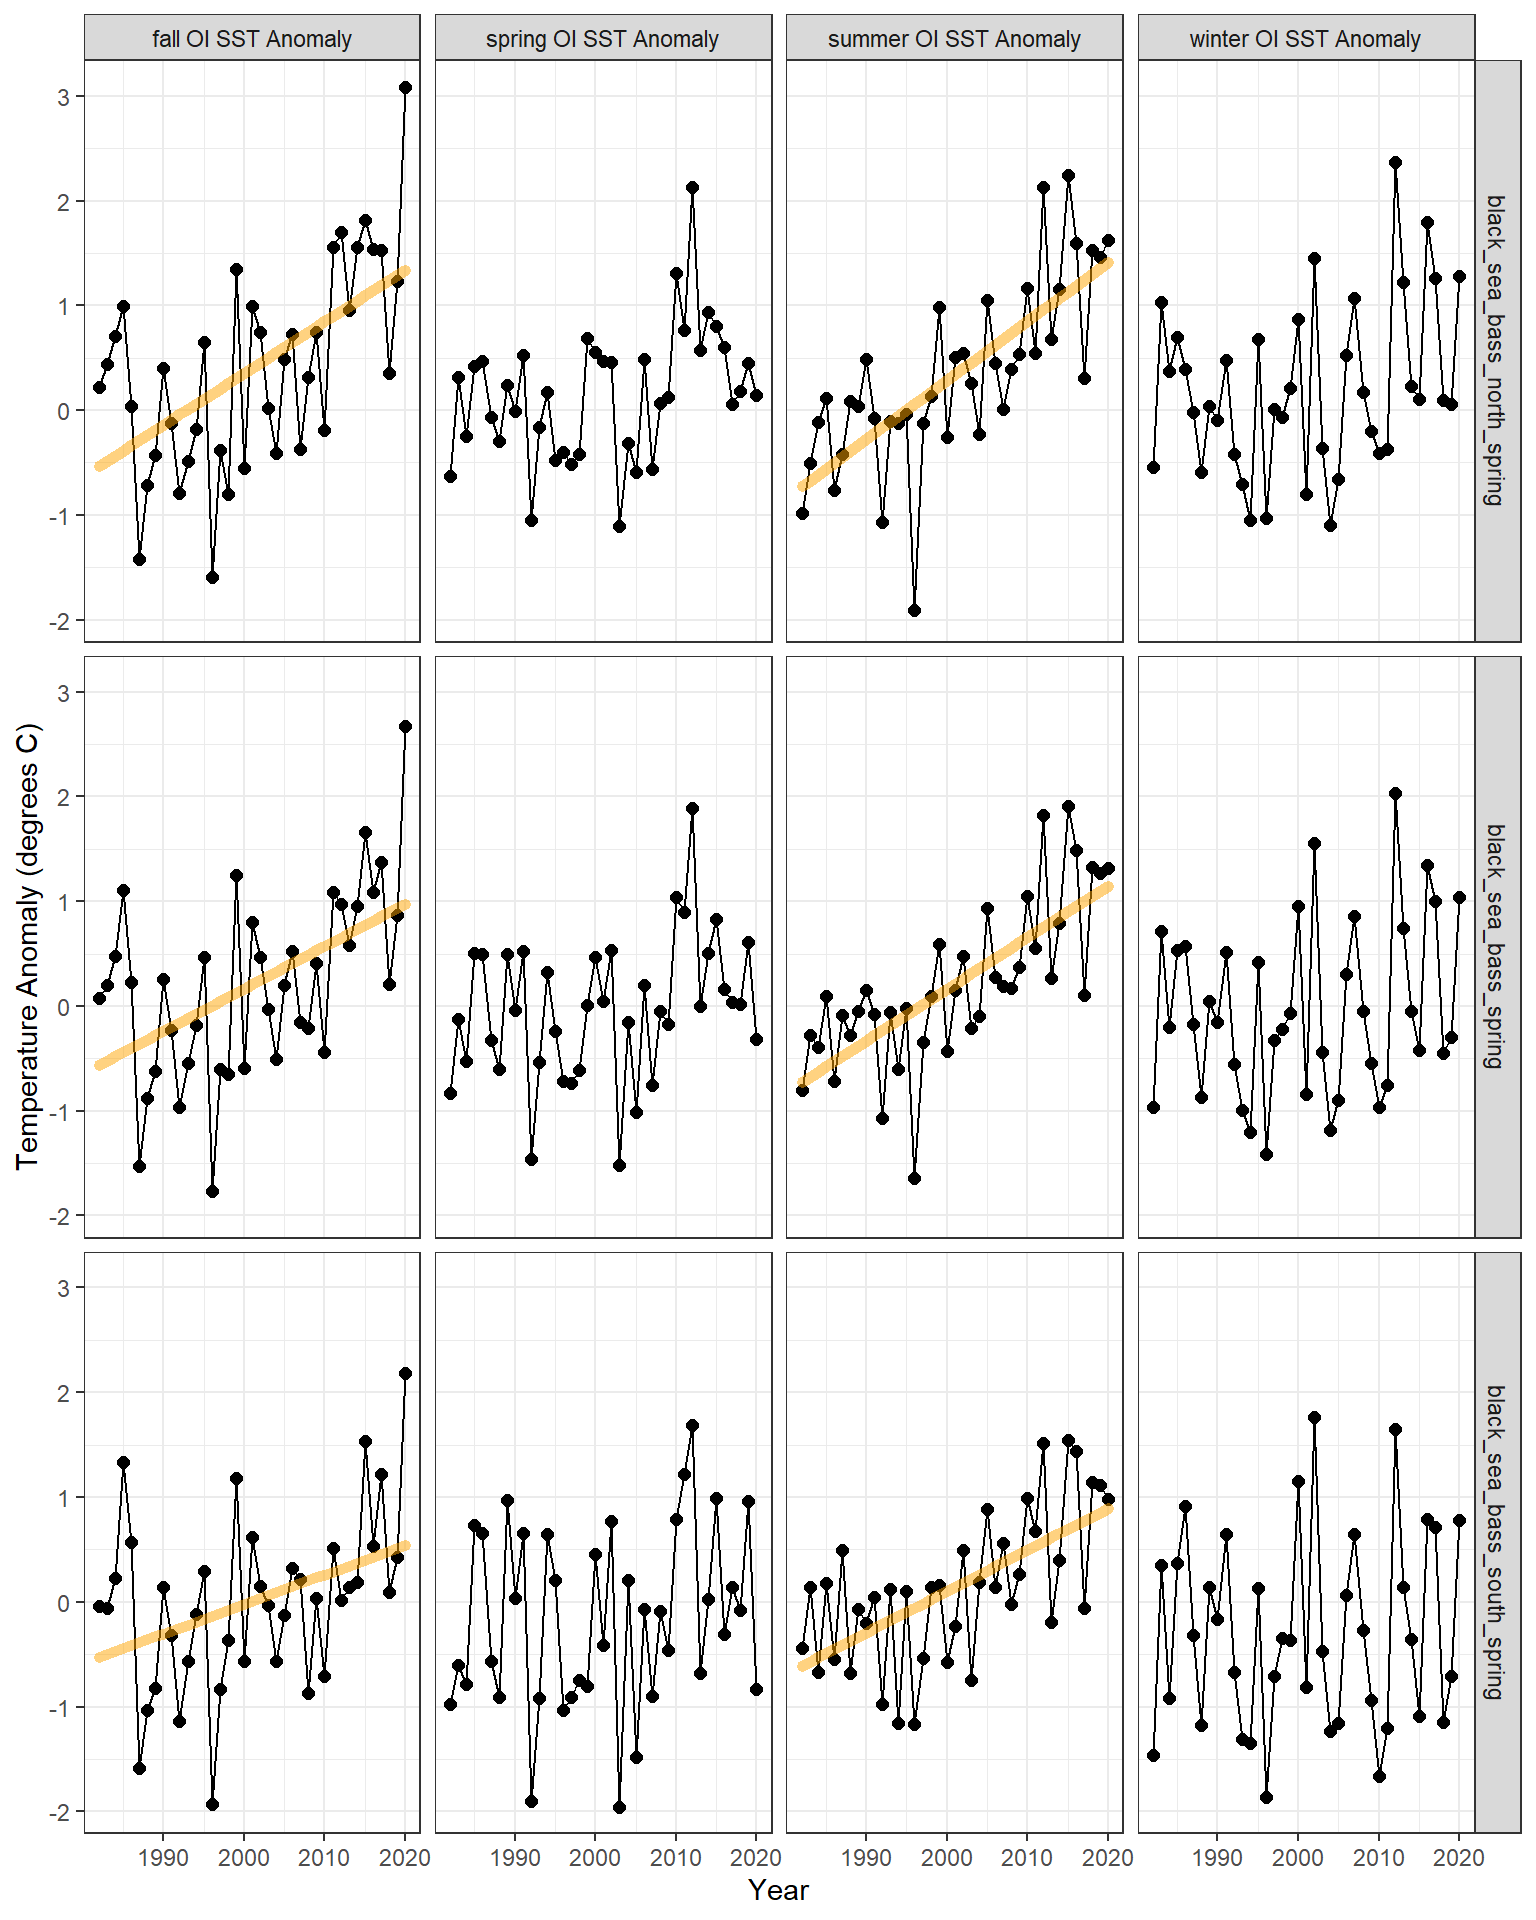 fall OI SST Anomaly
spring OI SST Anomaly
summer OI SST Anomaly
winter OI SST Anomaly
3
2
1
0
-1
-2
black_sea_bass_north_spring
3
2
1
0
-1
-2
black_sea_bass_spring
3
2
1
0
-1
-2
black_sea_bass_south_spring
Temperature Anomaly (degrees C)
1990 2000 2010 2020
1990 2000 2010 2020
1990 2000 2010 2020
1990 2000 2010 2020
Year